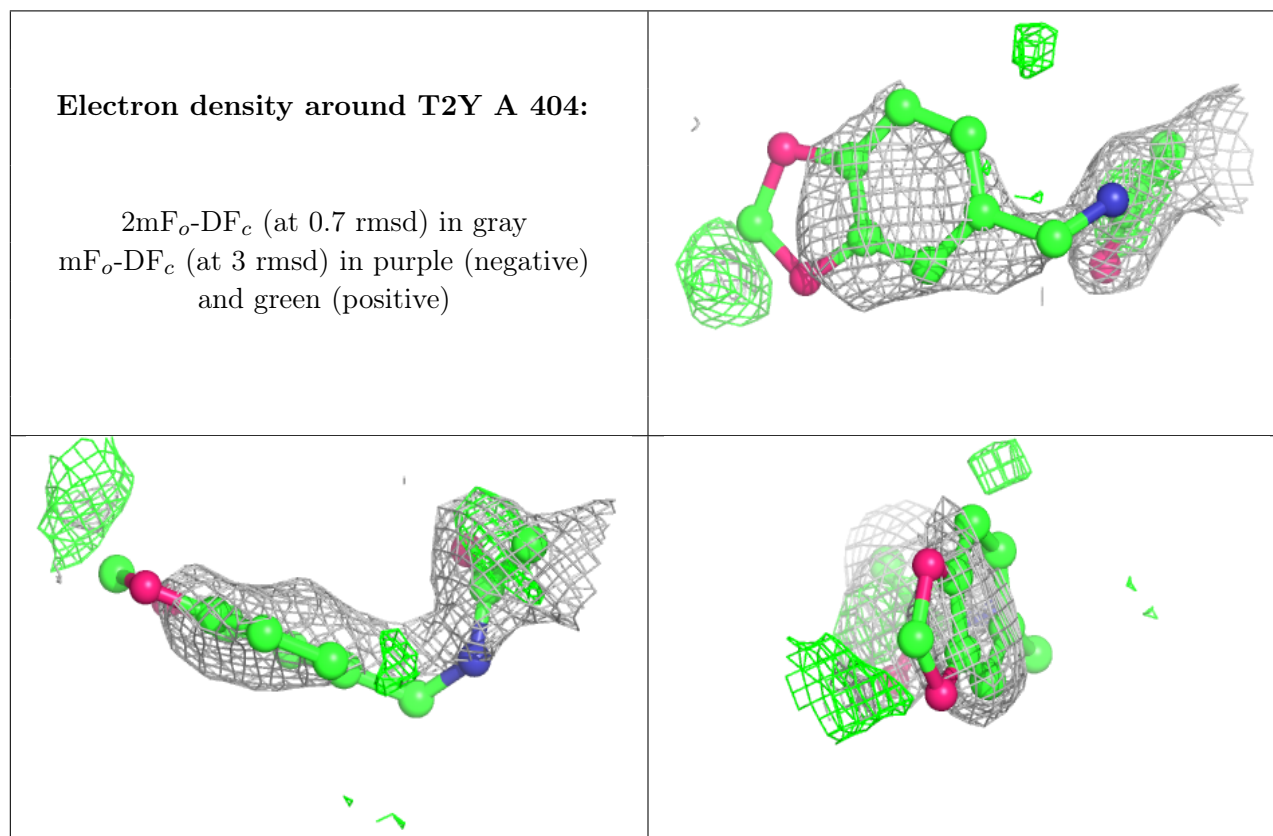 Electron density around T2Y A 404:
2mFₒ-DF𝒸 (at 0.7 rmsd) in gray
mFₒ-DF𝒸 (at 3 rmsd) in purple (negative)
and green (positive)